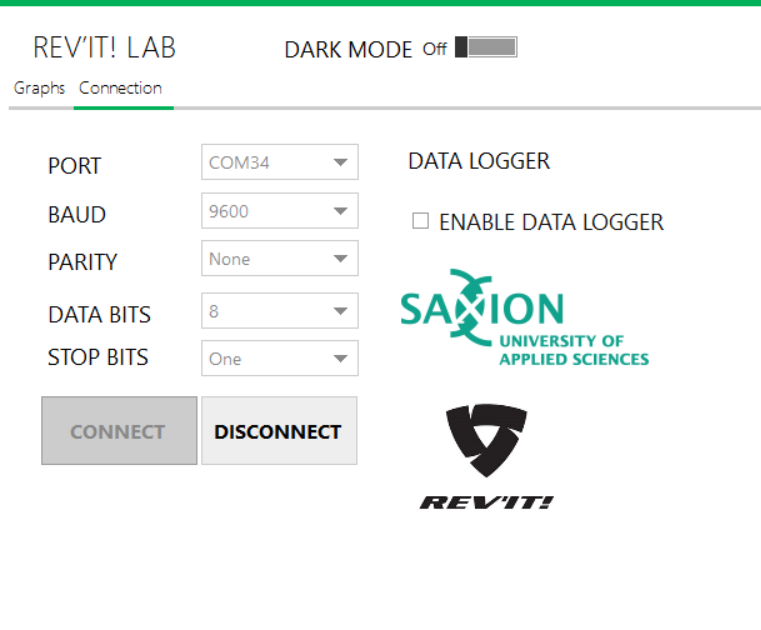 REV'IT! LAB
DARK MODE Off
Graphs Connection
PORT COM34
BAUD 9600
PARITY None
DATA BITS 8
STOP BITS One
CONNECT DISCONNECT
DATA LOGGER
ENABLE DATA LOGGER
SAXION
UNIVERSITY OF
APPLIED SCIENCES
REV'IT!